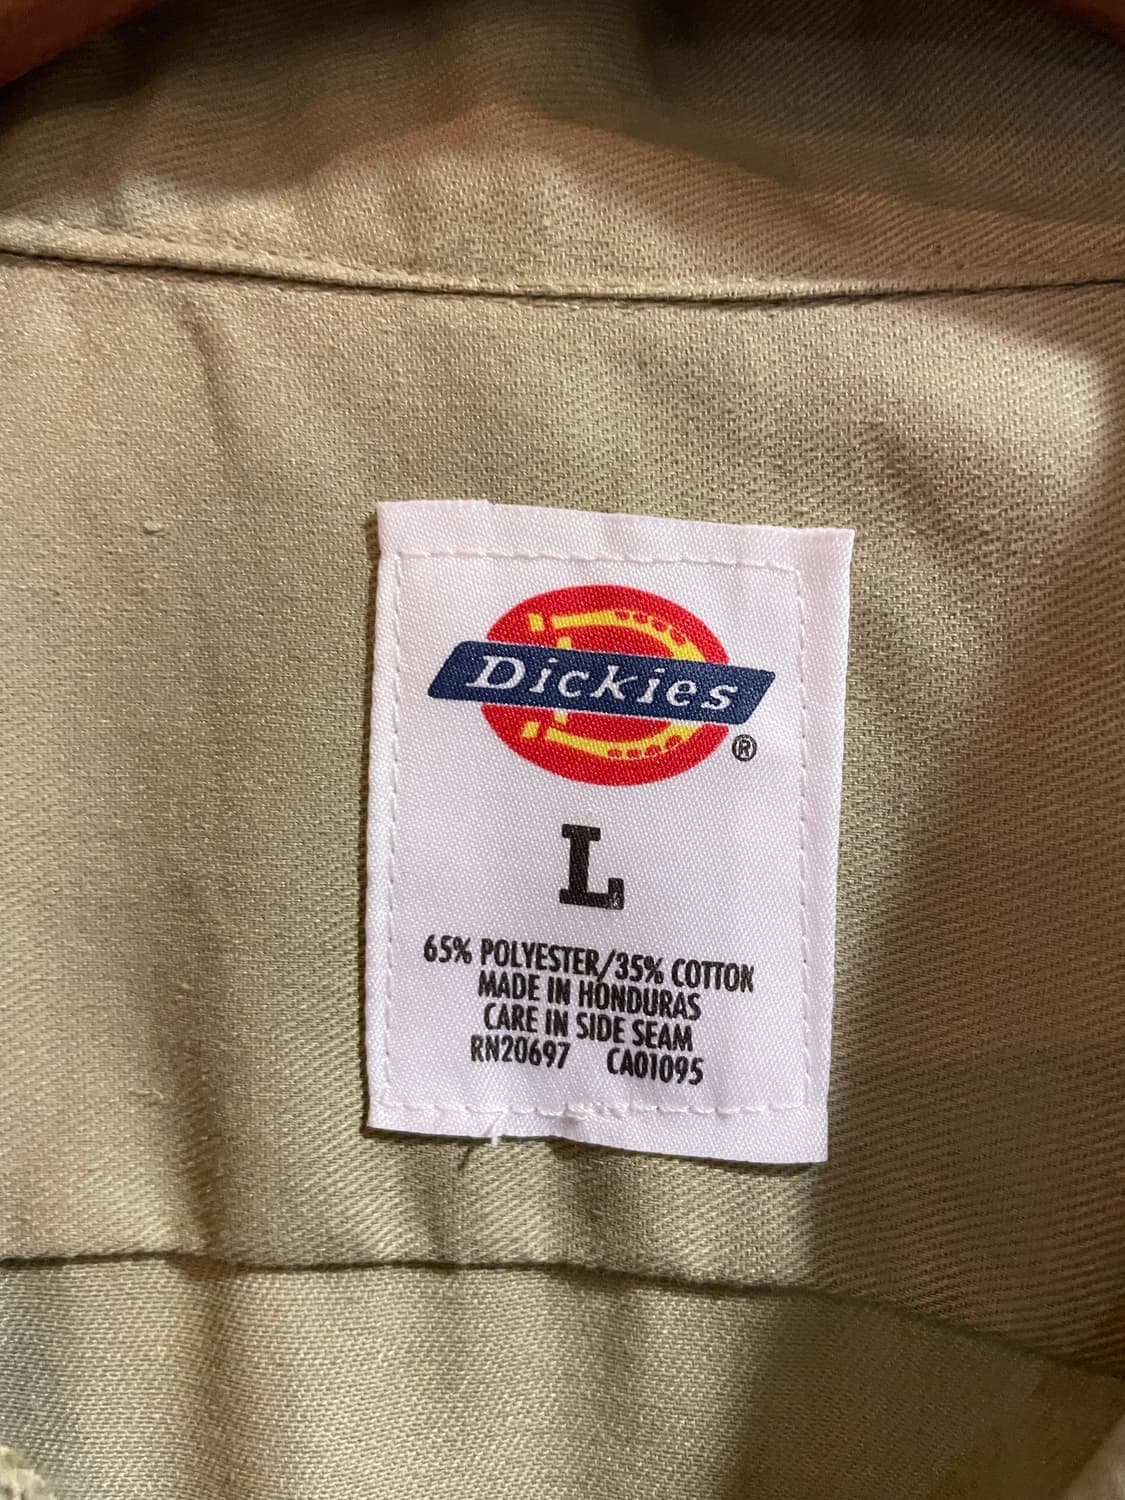 Dickies
®
L
65% POLYESTER/35% COTTON
MADE IN HONDURAS
CARE IN SIDE SEAM
RN20697 CA01095